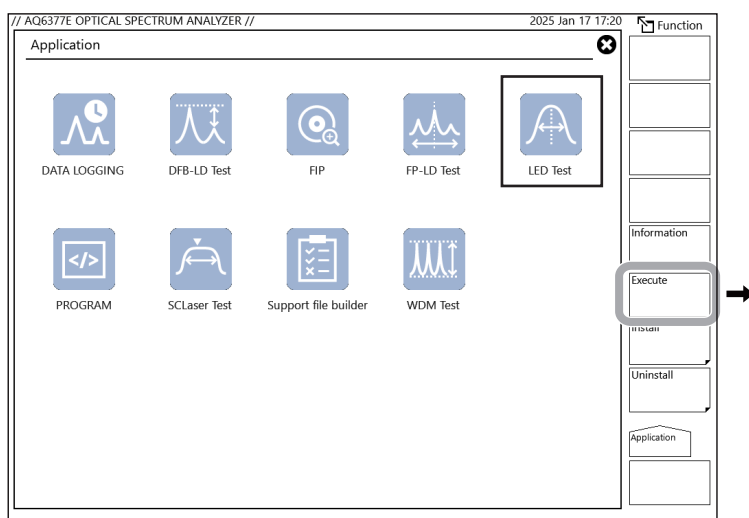 // AQ6377E OPTICAL SPECTRUM ANALYZER // 2025 Jan 17 17:20
Function
Application
DATA LOGGING DFB-LD Test FIP FP-LD Test LED Test
</>
PROGRAM SCLaser Test Support file builder WDM Test
Information
Execute
Install
Uninstall
Application